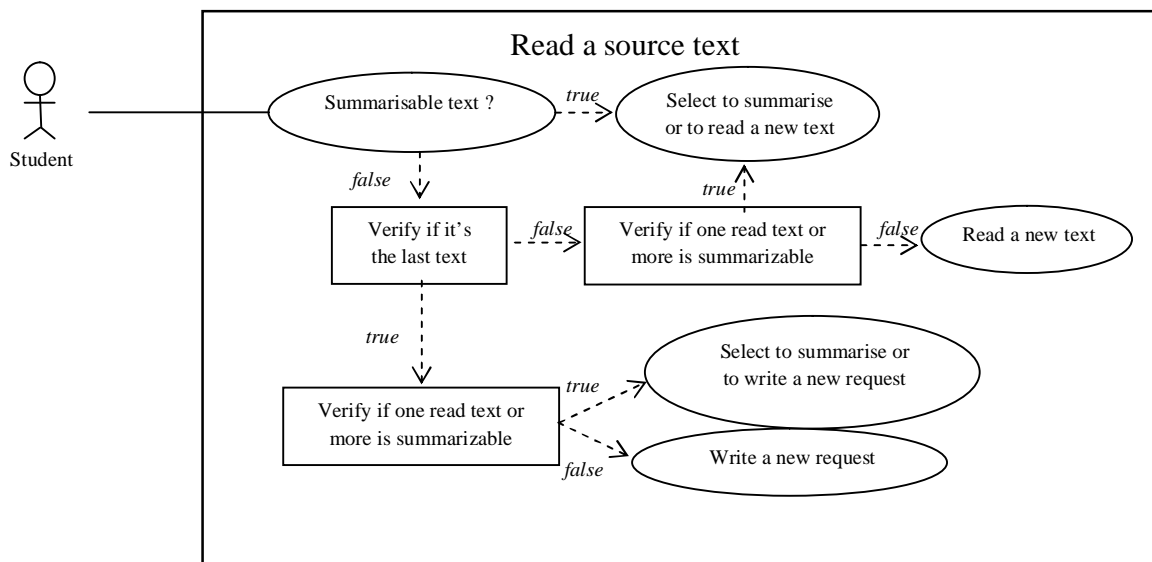 Read a source text
Student
Summarisable text ?
true
Select to summarise
or to read a new text
false
true
Verify if it's
the last text
false
Verify if one read text or
more is summarizable
false
Read a new text
true
Select to summarise or
to write a new request
true
Verify if one read text or
more is summarizable
false
Write a new request